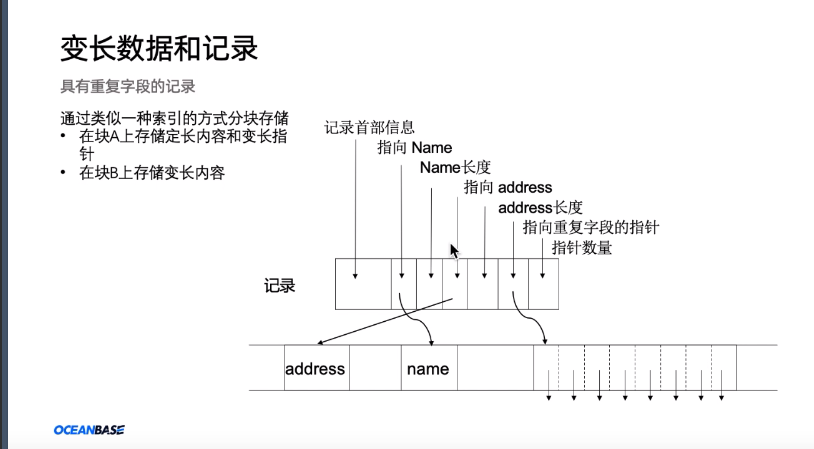 变长数据和记录
具有重复字段的记录
通过类似一种索引的方式分块存储
• 在块A上存储定长内容和变长指
针
• 在块B上存储变长内容
记录首部信息
指向 Name
Name长度
指向 address
address长度
指向重复字段的指针
指针数量
记录
address
name
OCEANBASE